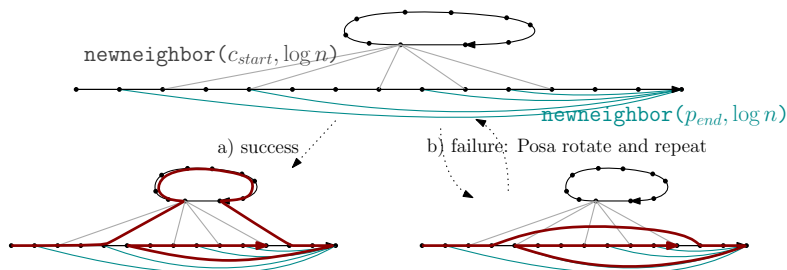 newneighbor(c_start, log n)
newneighbor(p_end, log n)
a) success
b) failure: Posa rotate and repeat